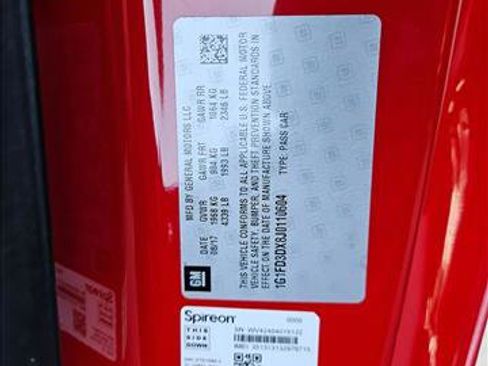 MFD BY GENERAL MOTORS LLC
DATE GVWR GAWR FRT GAWR RR
08/17 1968 KG 904 KG 1064 KG
4339 LB 1993 LB 2346 LB
THIS VEHICLE CONFORMS TO ALL APPLICABLE U.S. FEDERAL MOTOR
VEHICLE SAFETY, BUMPER, AND THEFT PREVENTION STANDARDS IN
EFFECT ON THE DATE OF MANUFACTURE SHOWN ABOVE.
1G1FD3DX8J0110604 TYPE: PASS CAR
GM
Spireon
THIS
SIDE
DOWN